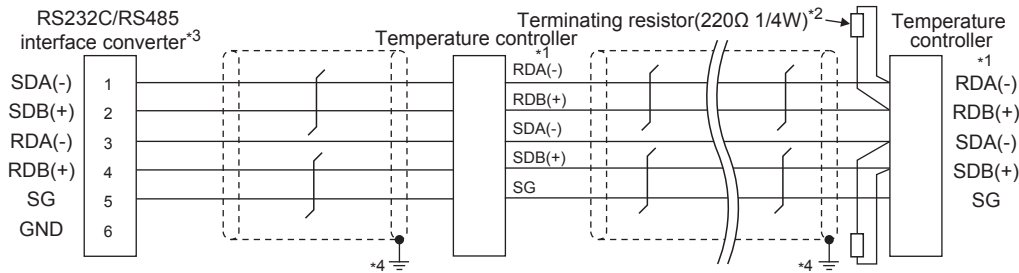 RS232C/RS485
interface converter*3
SDA(-) 1
SDB(+) 2
RDA(-) 3
RDB(+) 4
SG 5
GND 6
*4
Temperature controller
*1
RDA(-)
RDB(+)
SDA(-)
SDB(+)
SG
Terminating resistor(220Ω 1/4W)*2
*4
Temperature
controller
*1
RDA(-)
RDB(+)
SDA(-)
SDB(+)
SG